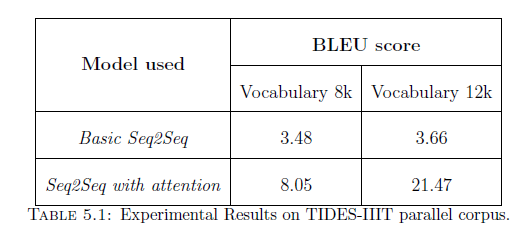 Model used
BLEU score
Vocabulary 8k Vocabulary 12k
Basic Seq2Seq 3.48 3.66
Seq2Seq with attention 8.05 21.47
TABLE 5.1: Experimental Results on TIDES-IIIT parallel corpus.